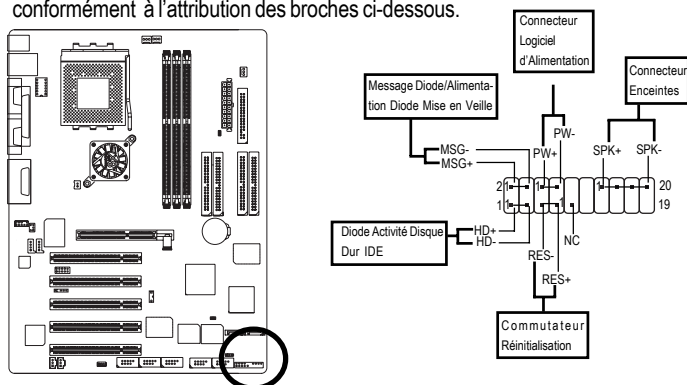 conformément à l'attribution des broches ci-dessous.
Connecteur
Logiciel
d'Alimentation
Connecteur
Enceintes
Message Diode/Alimenta-
tion Diode Mise en Veille
PW-
MSG-
PW+
SPK+
SPK-
MSG+
2
1
1
1
20
1
1
1
19
HD+
HD-
NC
Diode Activité Disque
Dur IDE
RES-
RES+
Commutateur
Réinitialisation